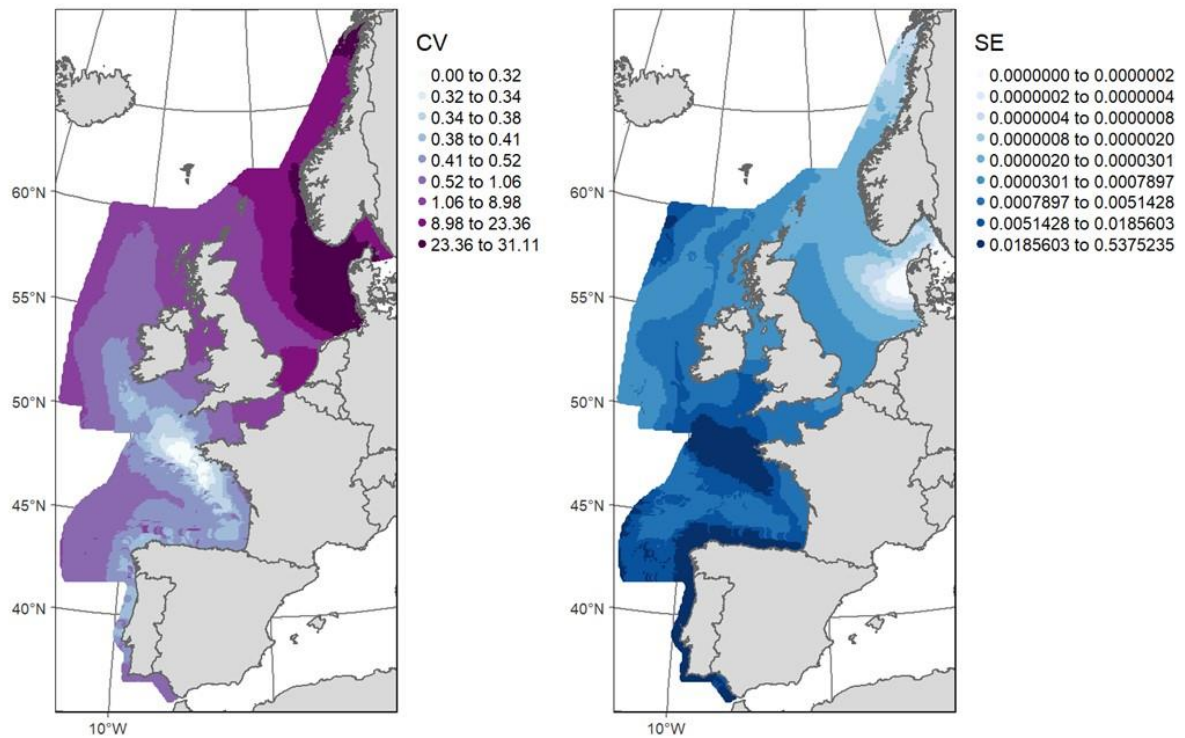 CV
0.00 to 0.32
0.32 to 0.34
0.34 to 0.38
0.38 to 0.41
0.41 to 0.52
0.52 to 1.06
1.06 to 8.98
8.98 to 23.36
23.36 to 31.11
60°N
55°N
50°N
45°N
40°N
10°W
SE
0.0000000 to 0.0000002
0.0000002 to 0.0000004
0.0000004 to 0.0000008
0.0000008 to 0.0000020
0.0000020 to 0.0000301
0.0000301 to 0.0007897
0.0007897 to 0.0051428
0.0051428 to 0.0185603
0.0185603 to 0.5375235
60°N
55°N
50°N
45°N
40°N
10°W